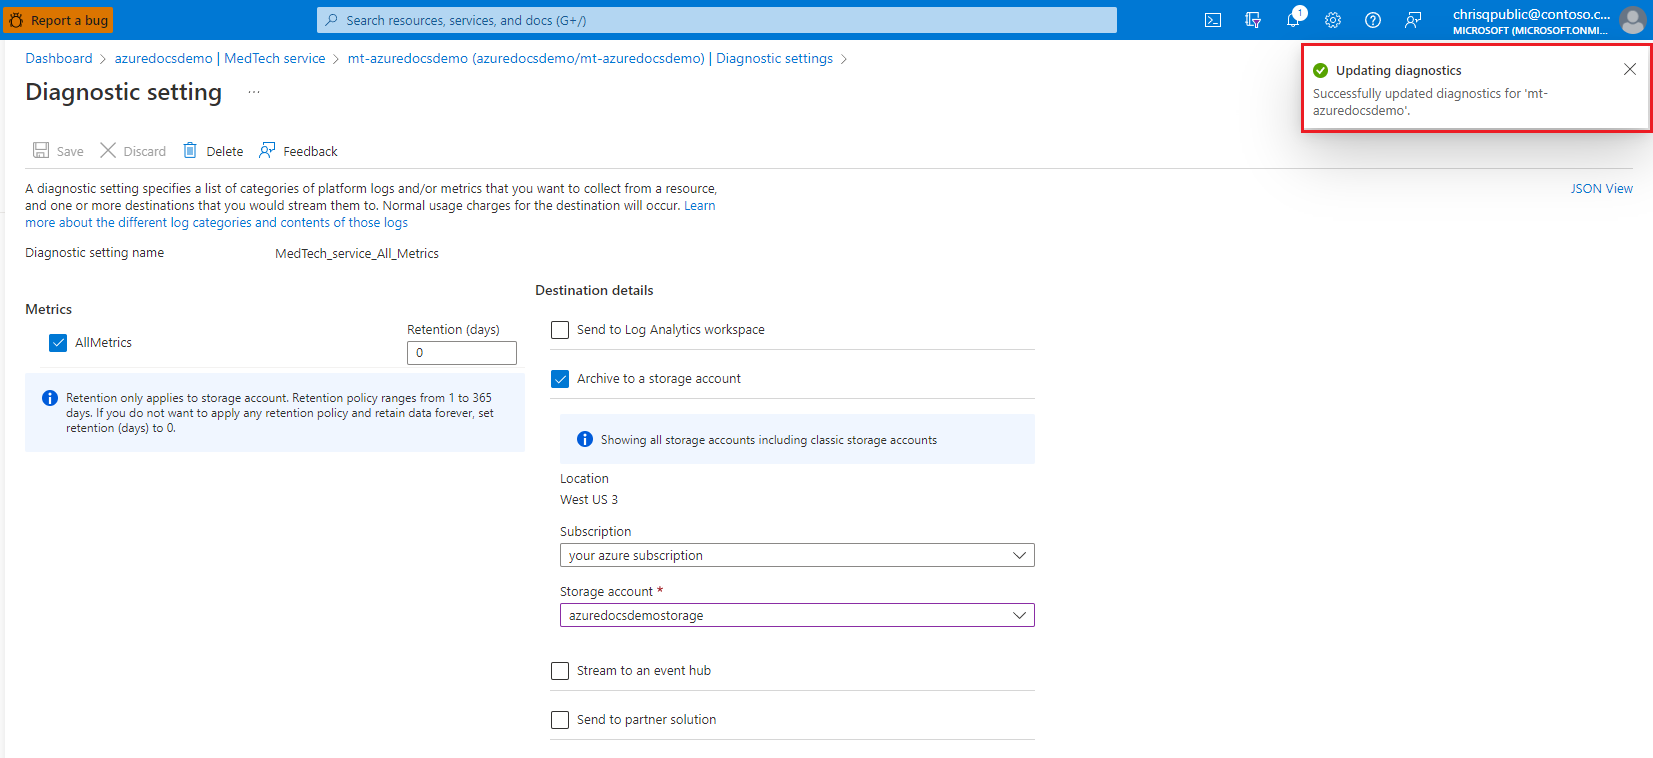 Report a bug
Search resources, services, and docs (G+/)
1
chrisqpublic@contoso.c...
MICROSOFT (MICROSOFT.ONMI...
Dashboard > azuredocsdemo | MedTech service > mt-azuredocsdemo (azuredocsdemo/mt-azuredocsdemo) | Diagnostic settings >
Diagnostic setting ...
Updating diagnostics
Successfully updated diagnostics for 'mt-
azuredocsdemo'.
Save Discard Delete Feedback
A diagnostic setting specifies a list of categories of platform logs and/or metrics that you want to collect from a resource,
and one or more destinations that you would stream them to. Normal usage charges for the destination will occur. Learn
more about the different log categories and contents of those logs
JSON View
Diagnostic setting name
MedTech_service_All_Metrics
Metrics
AllMetrics
Retention (days)
0
Retention only applies to storage account. Retention policy ranges from 1 to 365
days. If you do not want to apply any retention policy and retain data forever, set
retention (days) to 0.
Destination details
Send to Log Analytics workspace
Archive to a storage account
Showing all storage accounts including classic storage accounts
Location
West US 3
Subscription
your azure subscription
Storage account *
azuredocsdemostorage
Stream to an event hub
Send to partner solution